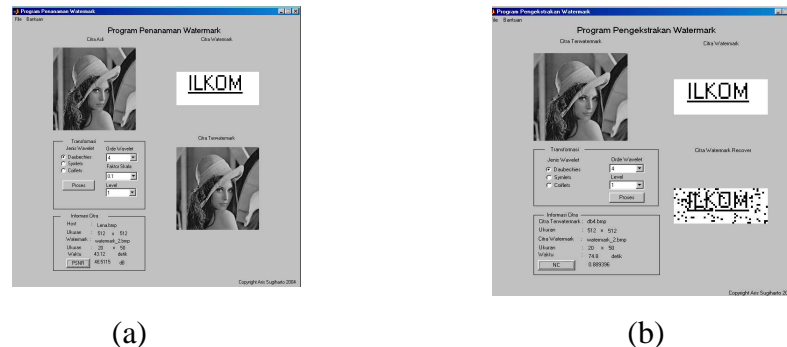 Program Penanaman Watermark
File Bantuan
Program Penanaman Watermark
Citra Asli
Citra Watermark
ILKOM
Citra Terwatermark
Transformasi
Jenis Wavelet
Orde Wavelet
Daubechies
4
Symlets
Faktor Skala
Coiflets
0.1
Proses
Level
1
Informasi Citra
Host : Lena.bmp
Ukuran : 512 x 512
Watermark : watermark_2.bmp
Ukuran : 20 x 50
Waktu : 43.12 detik
PSNR 48.9115 dB
Copyright Aris Sugiharto 2004
(a)
Program Pengekstrakan Watermark
File Bantuan
Program Pengekstrakan Watermark
Citra Terwatermark
Citra Watermark
ILKOM
Transformasi
Jenis Wavelet
Orde Wavelet
Daubechies
4
Symlets
Level
Coiflets
1
Proses
Citra Watermark Recover
ILKOM
Informasi Citra
Citra Terwatermark : db4.bmp
Ukuran : 512 x 512
Citra Watermark : watermark_2.bmp
Ukuran : 20 x 50
Waktu : 74.8 detik
NC 0.889396
Copyright Aris Sugiharto 20
(b)